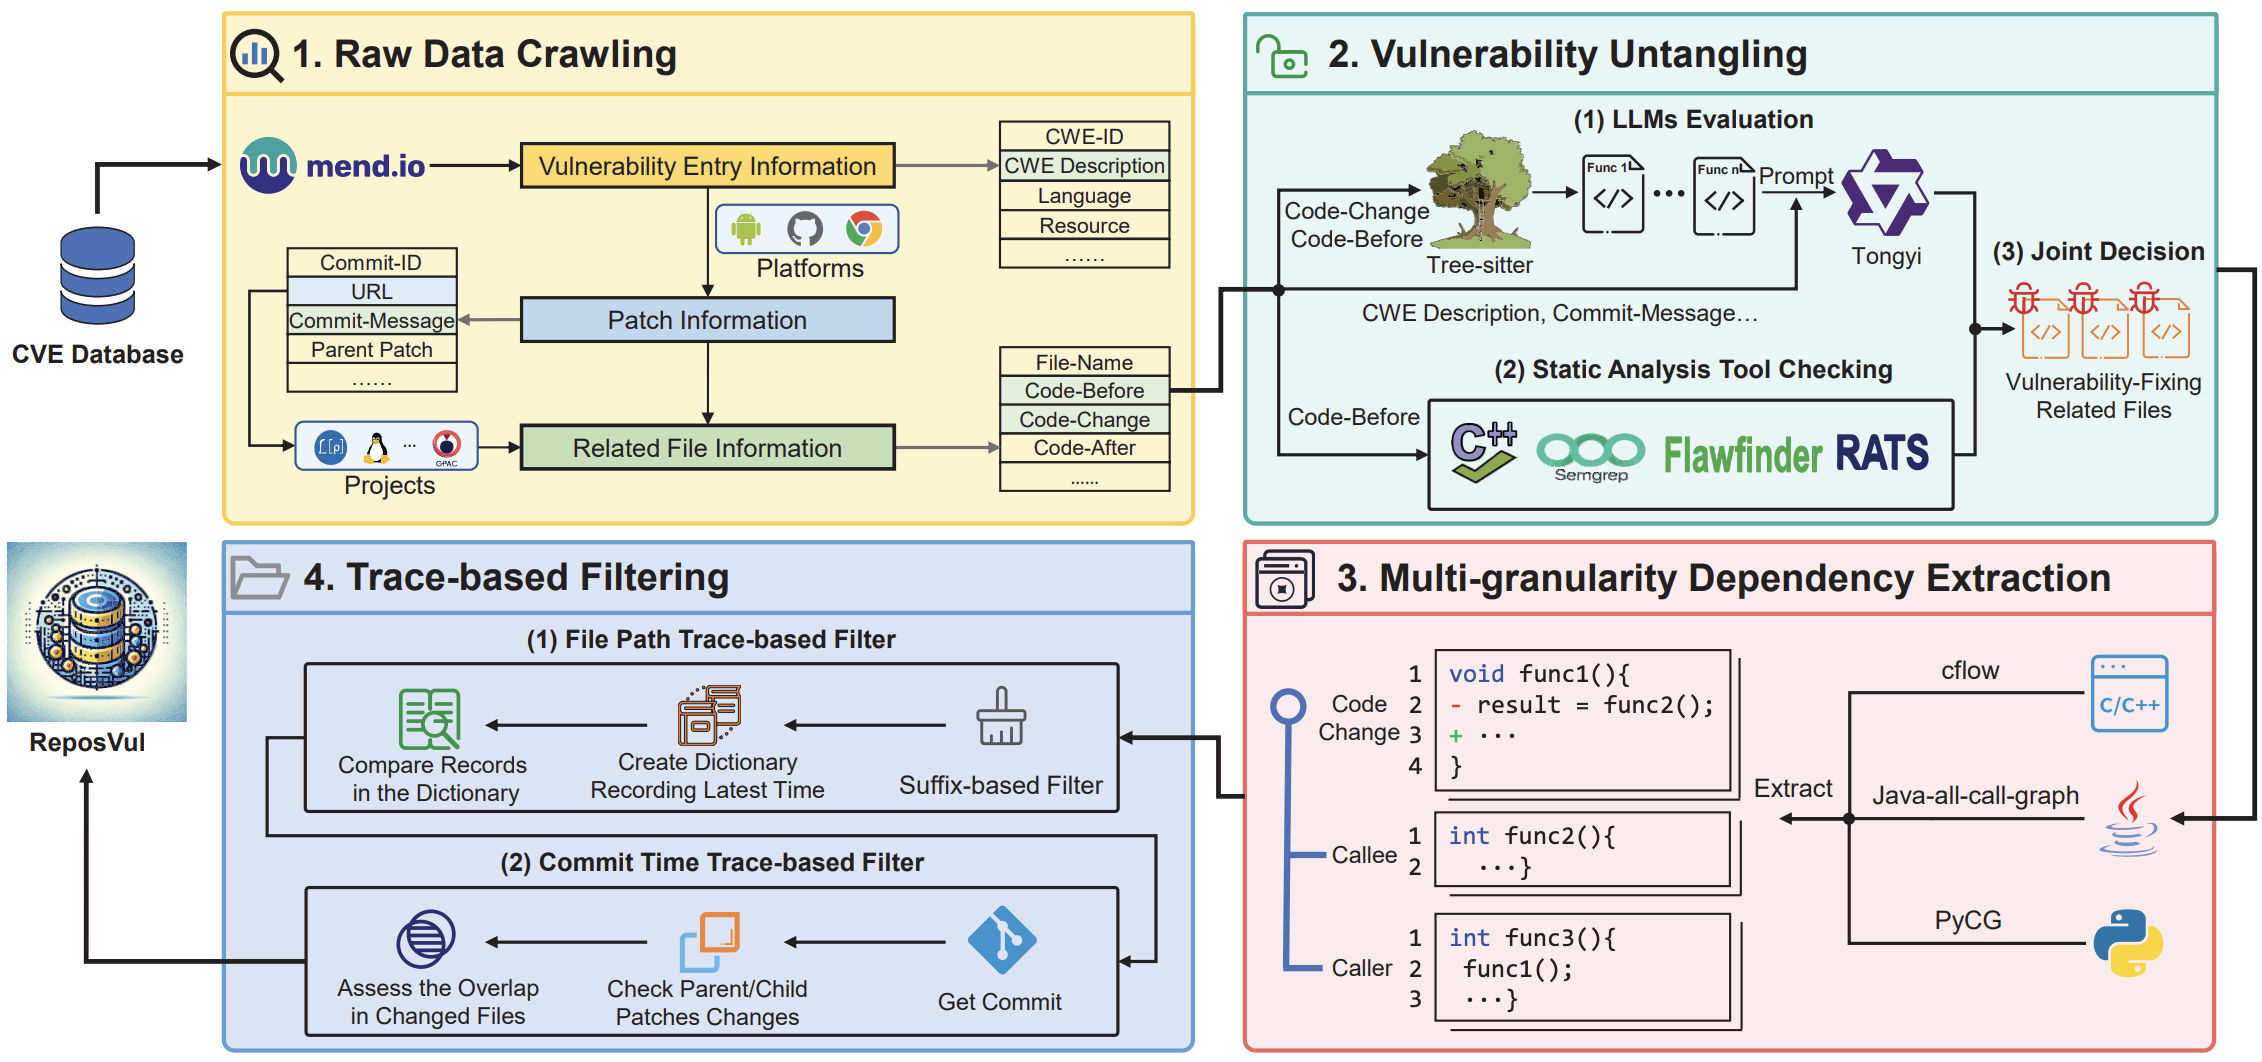 CVE Database
1. Raw Data Crawling
mend.io
Vulnerability Entry Information
CWE-ID
CWE Description
Language
Resource
......
Platforms
Commit-ID
URL
Commit-Message
Parent Patch
......
Patch Information
Projects
[[p]
...
GPAC
Related File Information
File-Name
Code-Before
Code-Change
Code-After
......
2. Vulnerability Untangling
(1) LLMs Evaluation
Code-Change
Code-Before
Tree-sitter
Func 1
</>
...
Func n
</>
Prompt
Tongyi
CWE Description, Commit-Message...
(2) Static Analysis Tool Checking
Code-Before
C++
Semgrep
Flawfinder
RATS
(3) Joint Decision
</>
</>
</>
Vulnerability-Fixing
Related Files
3. Multi-granularity Dependency Extraction
Code
Change
1 void func1(){
2 - result = func2();
3 + ...
4 }
Callee
1 int func2(){
2 ...}
Caller
1 int func3(){
2 func1();
3 ...}
Extract
cflow
C/C++
Java-all-call-graph
PyCG
4. Trace-based Filtering
(1) File Path Trace-based Filter
Compare Records
in the Dictionary
Create Dictionary
Recording Latest Time
Suffix-based Filter
(2) Commit Time Trace-based Filter
Assess the Overlap
in Changed Files
Check Parent/Child
Patches Changes
Get Commit
ReposVul